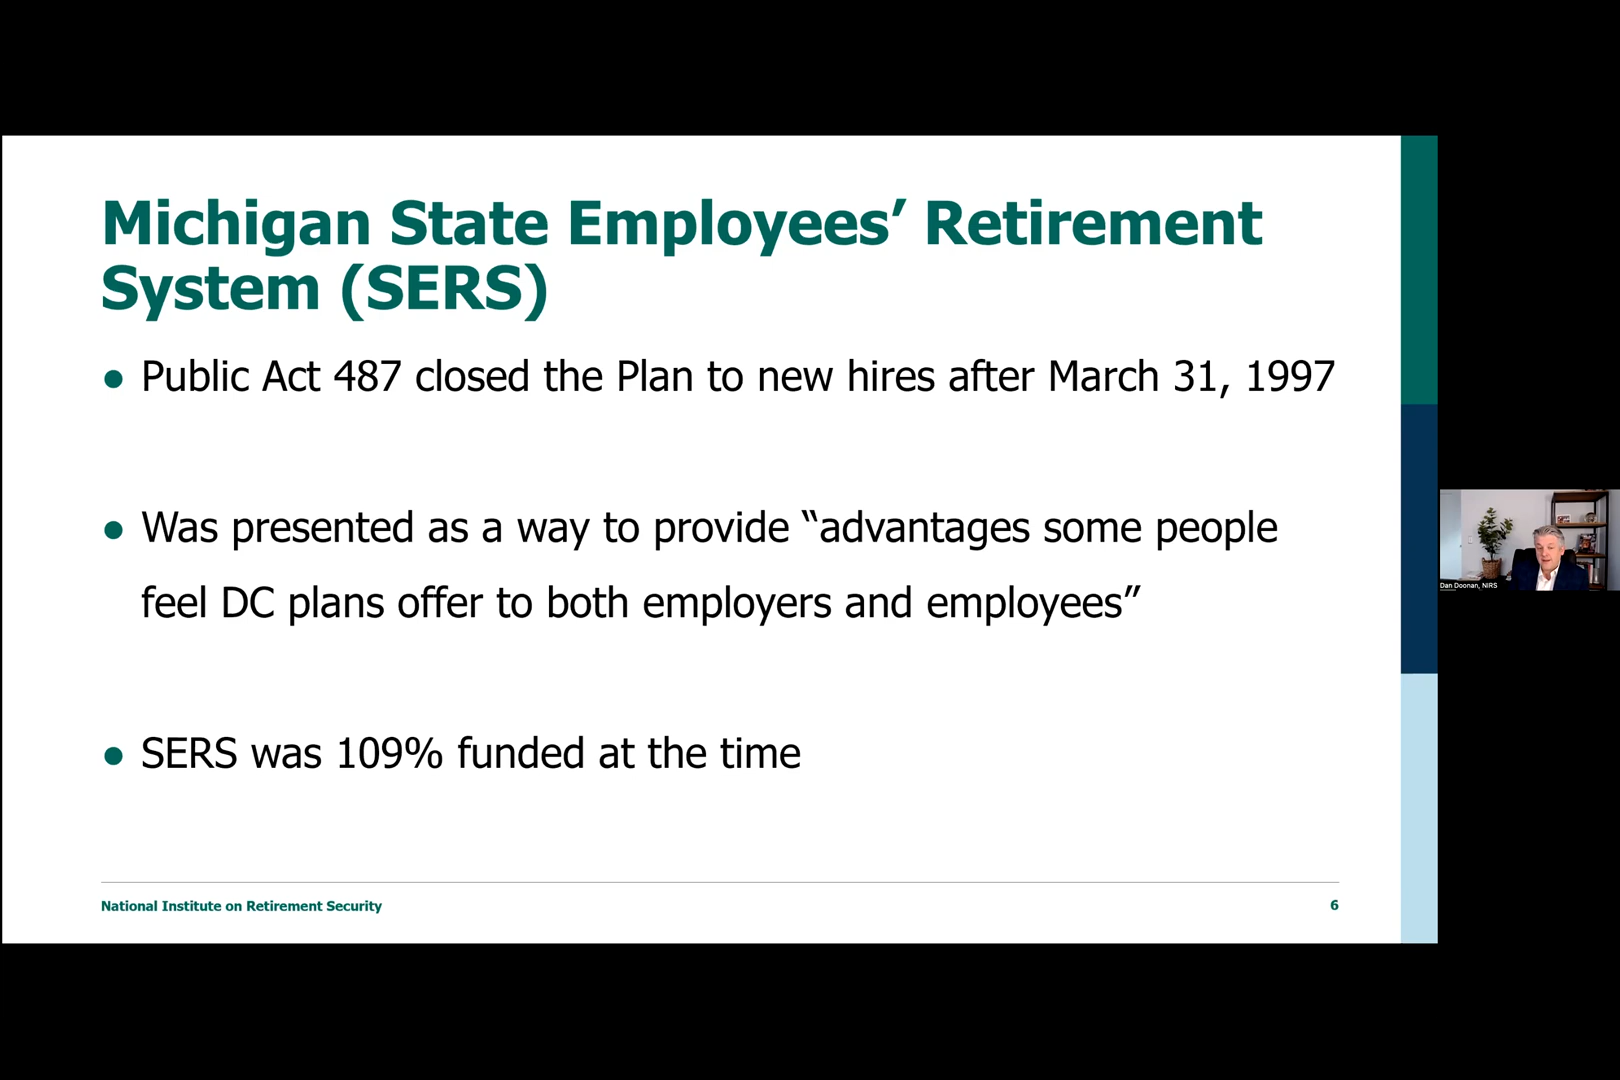 Michigan State Employees’ Retirement
System (SERS)
● Public Act 487 closed the Plan to new hires after March 31, 1997
● Was presented as a way to provide “advantages some people
feel DC plans offer to both employers and employees”
● SERS was 109% funded at the time
Dan Doonan, NIRS
National Institute on Retirement Security
6